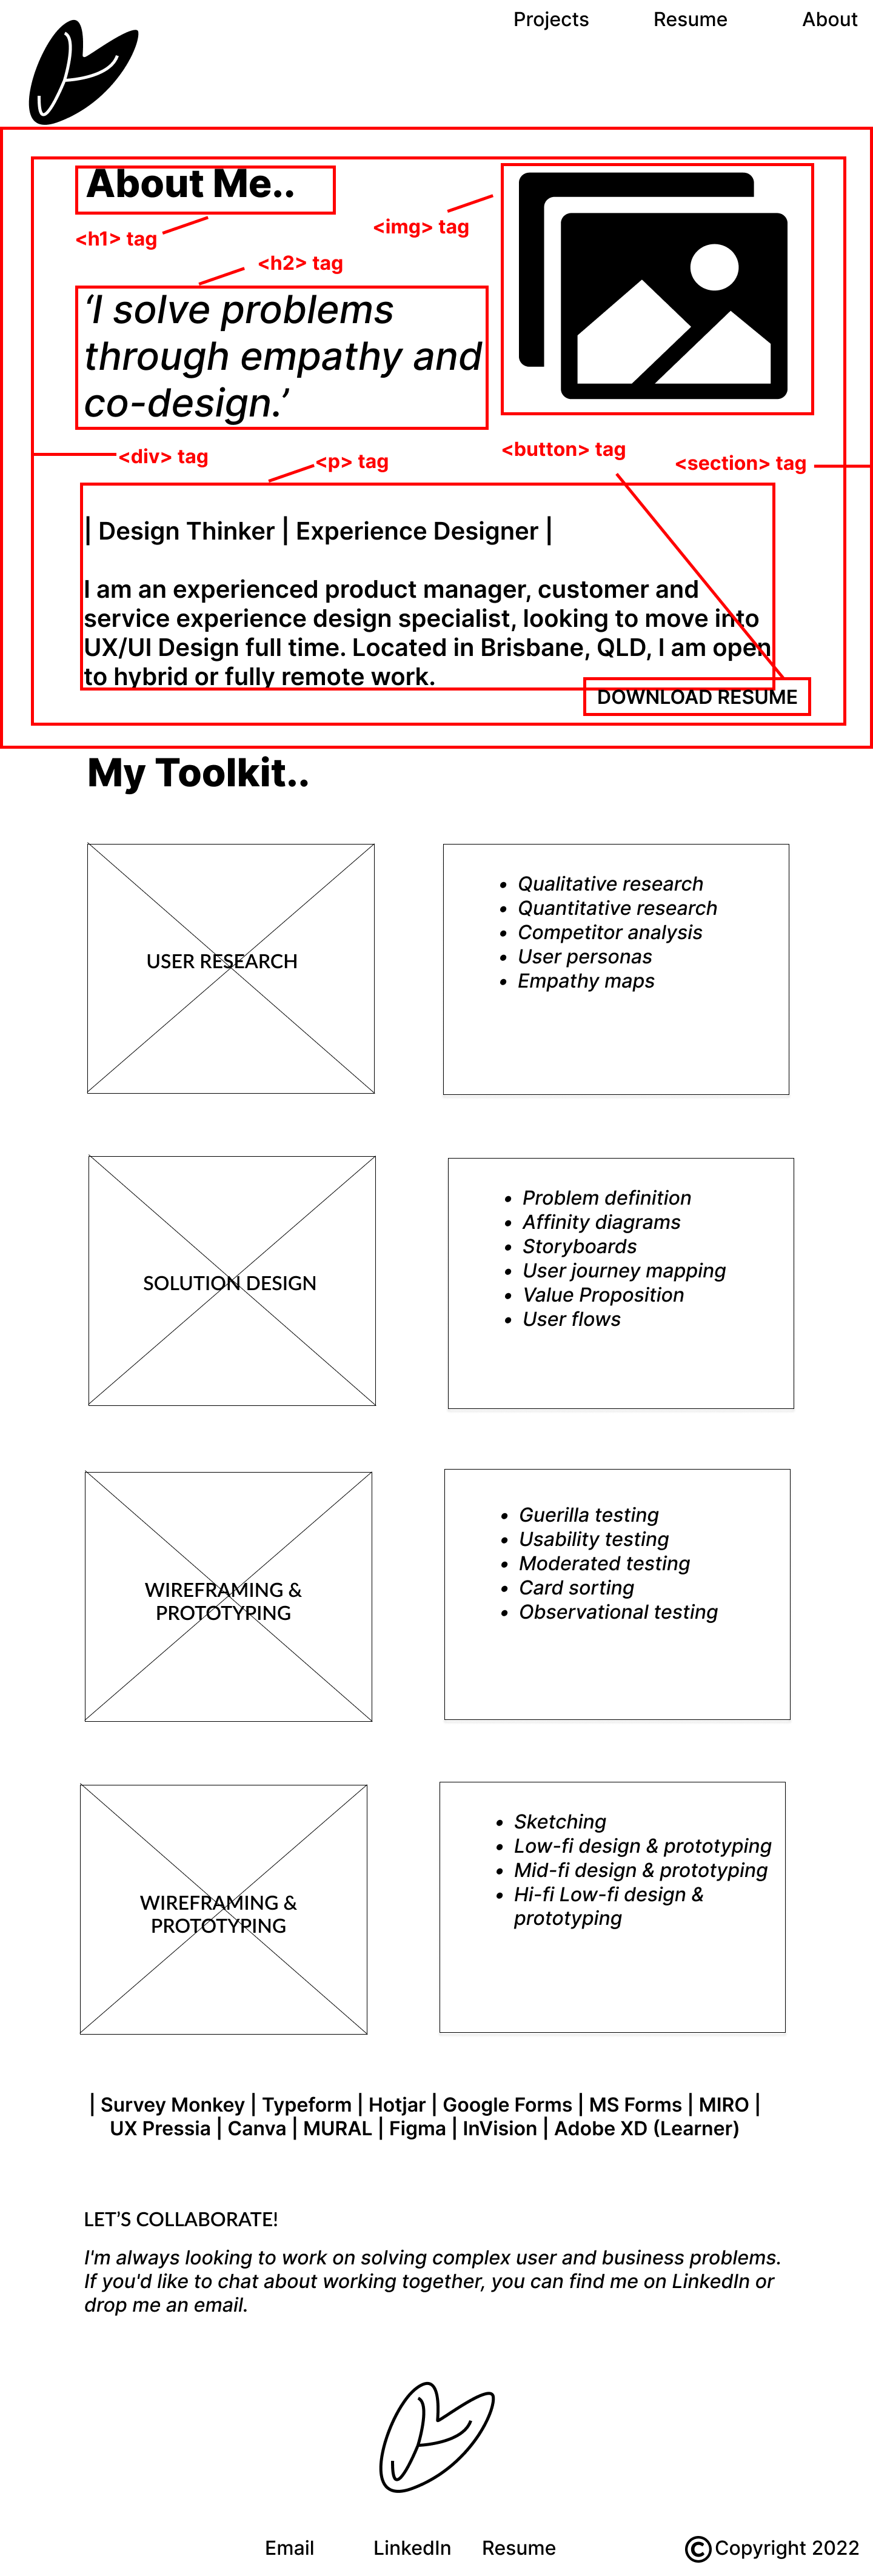 Projects Resume About
About Me..
<h1> tag
<img> tag
<h2> tag
‘I solve problems
through empathy and
co-design.’
<div> tag
<p> tag
<button> tag
<section> tag
| Design Thinker | Experience Designer |
I am an experienced product manager, customer and
service experience design specialist, looking to move into
UX/UI Design full time. Located in Brisbane, QLD, I am open
to hybrid or fully remote work.
DOWNLOAD RESUME
My Toolkit..
USER RESEARCH
• Qualitative research
• Quantitative research
• Competitor analysis
• User personas
• Empathy maps
SOLUTION DESIGN
• Problem definition
• Affinity diagrams
• Storyboards
• User journey mapping
• Value Proposition
• User flows
WIREFRAMING &
PROTOTYPING
• Guerilla testing
• Usability testing
• Moderated testing
• Card sorting
• Observational testing
WIREFRAMING &
PROTOTYPING
• Sketching
• Low-fi design & prototyping
• Mid-fi design & prototyping
• Hi-fi Low-fi design &
prototyping
| Survey Monkey | Typeform | Hotjar | Google Forms | MS Forms | MIRO |
UX Pressia | Canva | MURAL | Figma | InVision | Adobe XD (Learner)
LET’S COLLABORATE!
I'm always looking to work on solving complex user and business problems.
If you'd like to chat about working together, you can find me on LinkedIn or
drop me an email.
Email LinkedIn Resume © Copyright 2022